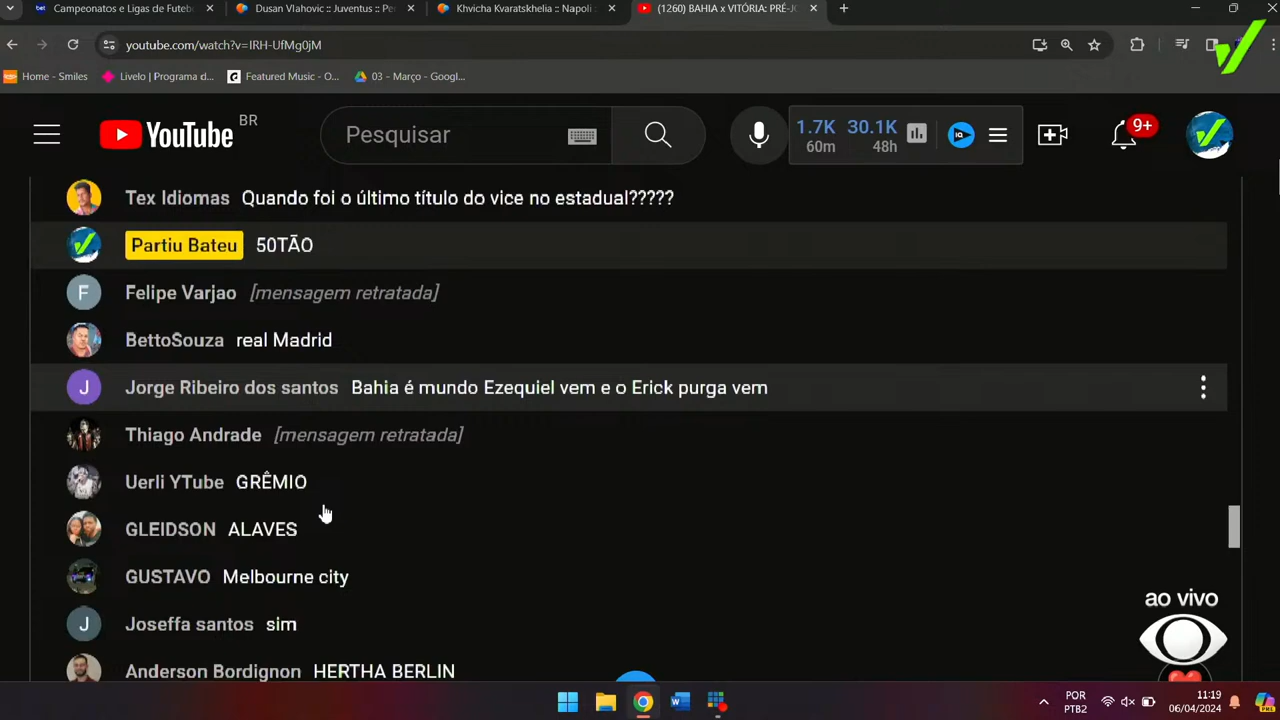 Campeonatos e Ligas de Futeb
Dusan Vlahovic :: Juventus :: Pe
Khvicha Kvaratskhelia :: Napoli
(1260) BAHIA x VITÓRIA: PRÉ-JO
youtube.com/watch?v=IRH-UfMg0jM
Home - Smiles
Livelo | Programa d...
Featured Music - O...
03 - Março - Googl...
YouTube BR
Pesquisar
1.7K 30.1K
60m 48h
9+
Tex Idiomas Quando foi o último título do vice no estadual?????
Partiu Bateu 50TÃO
Felipe Varjao [mensagem retratada]
BettoSouza real Madrid
Jorge Ribeiro dos santos Bahia é mundo Ezequiel vem e o Erick purga vem
Thiago Andrade [mensagem retratada]
Uerli YTube GRÊMIO
GLEIDSON ALAVES
GUSTAVO Melbourne city
Joseffa santos sim
Anderson Bordignon HERTHA BERLIN
ao vivo
POR
PTB2
11:19
06/04/2024